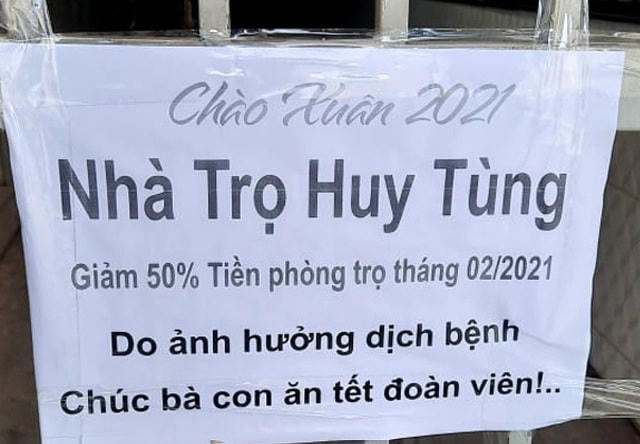 Chào Xuân 2021
Nhà Trọ Huy Tùng
Giảm 50% Tiền phòng trọ tháng 02/2021
Do ảnh hưởng dịch bệnh
Chúc bà con ăn tết đoàn viên!..